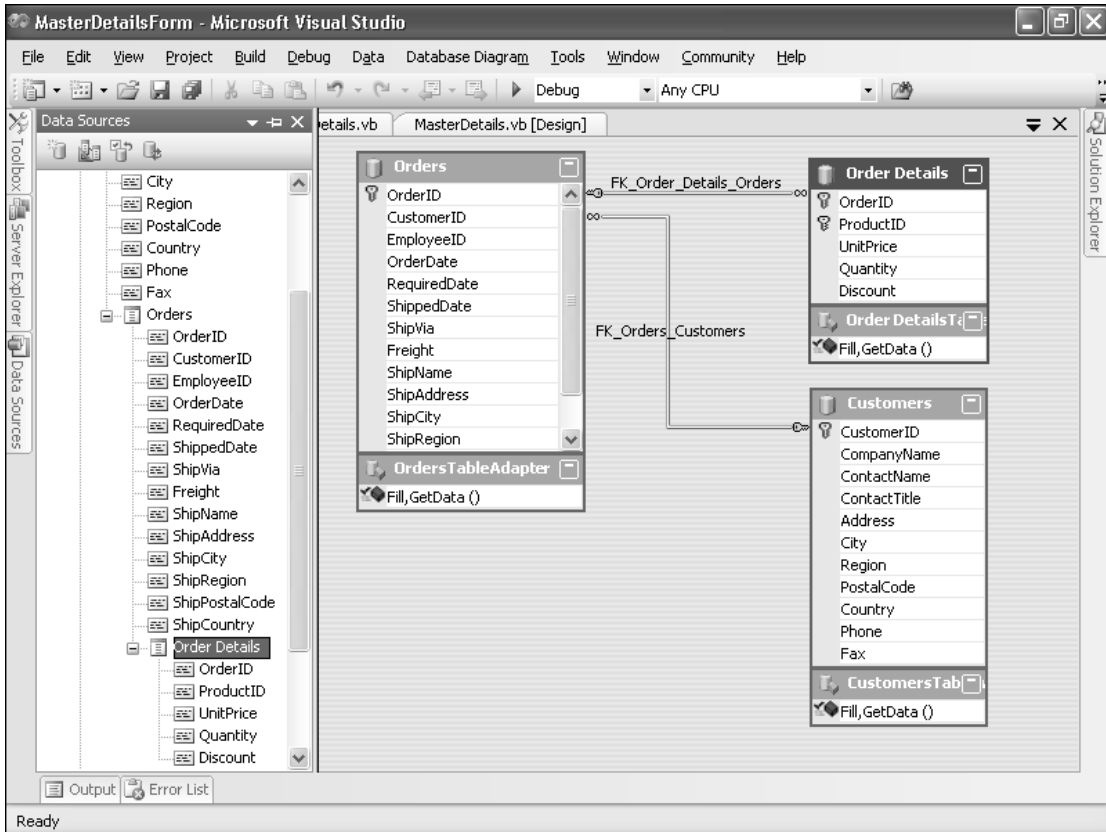 MasterDetailsForm - Microsoft Visual Studio
File Edit View Project Build Debug Data Database Diagram Tools Window Community Help
Debug Any CPU
Toolbox
Server Explorer
Data Sources
Data Sources
City
Region
PostalCode
Country
Phone
Fax
Orders
OrderID
CustomerID
EmployeeID
OrderDate
RequiredDate
ShippedDate
ShipVia
Freight
ShipName
ShipAddress
ShipCity
ShipRegion
ShipPostalCode
ShipCountry
Order Details
OrderID
ProductID
UnitPrice
Quantity
Discount
etails.vb MasterDetails.vb [Design]
Orders
OrderID
CustomerID
EmployeeID
OrderDate
RequiredDate
ShippedDate
ShipVia
Freight
ShipName
ShipAddress
ShipCity
ShipRegion
OrdersTableAdapter
Fill,GetData ()
FK_Order_Details_Orders
FK_Orders_Customers
Order Details
OrderID
ProductID
UnitPrice
Quantity
Discount
Order DetailsTa
Fill,GetData ()
Customers
CustomerID
CompanyName
ContactName
ContactTitle
Address
City
Region
PostalCode
Country
Phone
Fax
CustomersTab
Fill,GetData ()
Solution Explorer
Output Error List
Ready